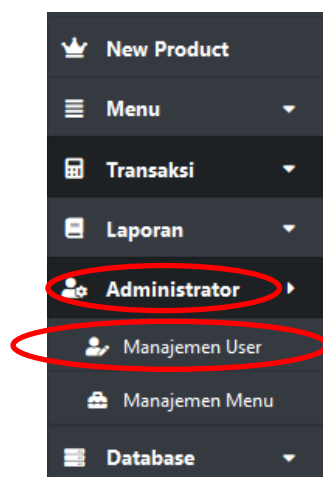 New Product
Menu
Transaksi
Laporan
Administrator
Manajemen User
Manajemen Menu
Database